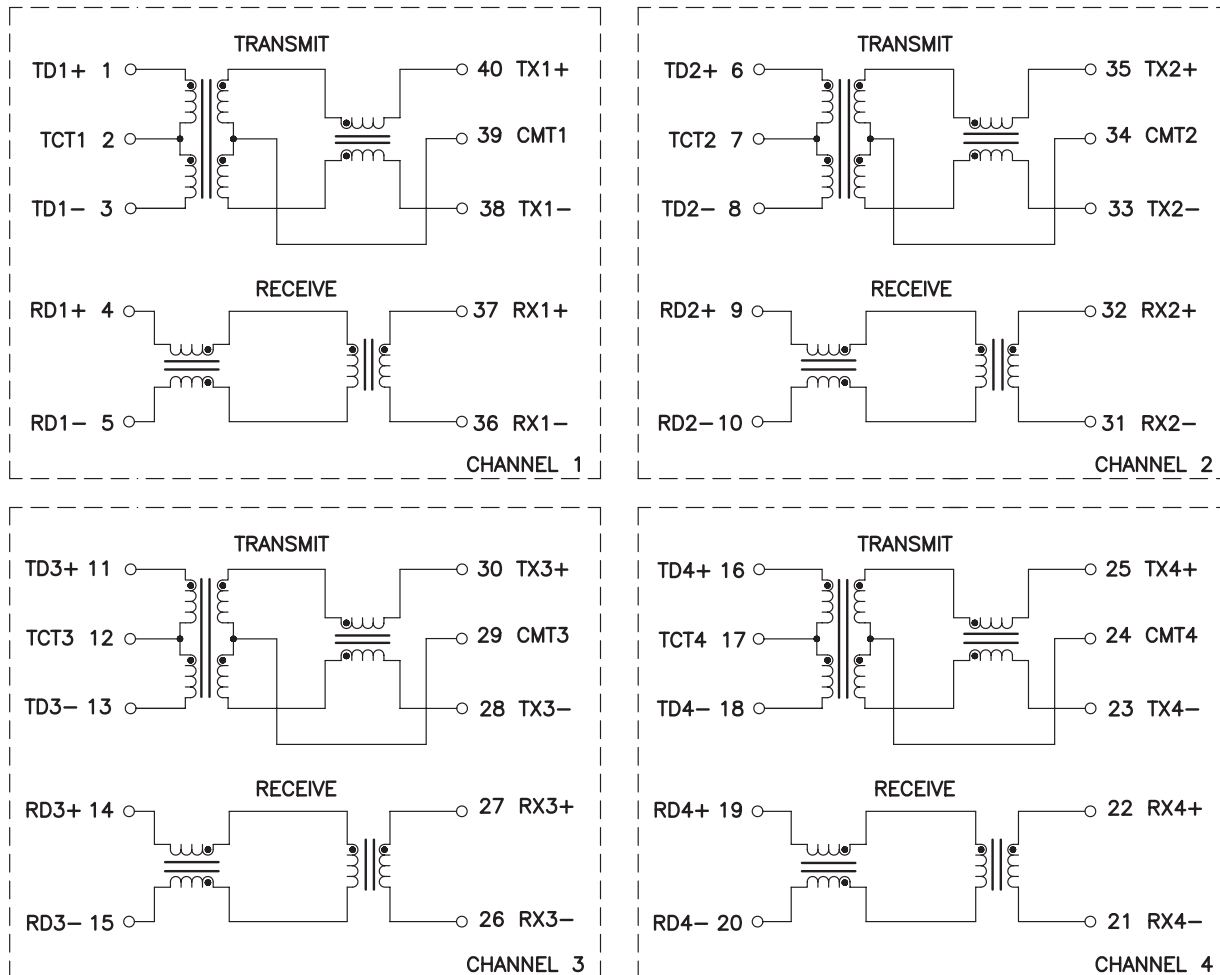 TRANSMIT
TD1+ 1
40 TX1+
TCT1 2
39 CMT1
TD1- 3
38 TX1-
RECEIVE
RD1+ 4
37 RX1+
RD1- 5
36 RX1-
CHANNEL 1
TRANSMIT
TD2+ 6
35 TX2+
TCT2 7
34 CMT2
TD2- 8
33 TX2-
RECEIVE
RD2+ 9
32 RX2+
RD2- 10
31 RX2-
CHANNEL 2
TRANSMIT
TD3+ 11
30 TX3+
TCT3 12
29 CMT3
TD3- 13
28 TX3-
RECEIVE
RD3+ 14
27 RX3+
RD3- 15
26 RX3-
CHANNEL 3
TRANSMIT
TD4+ 16
25 TX4+
TCT4 17
24 CMT4
TD4- 18
23 TX4-
RECEIVE
RD4+ 19
22 RX4+
RD4- 20
21 RX4-
CHANNEL 4